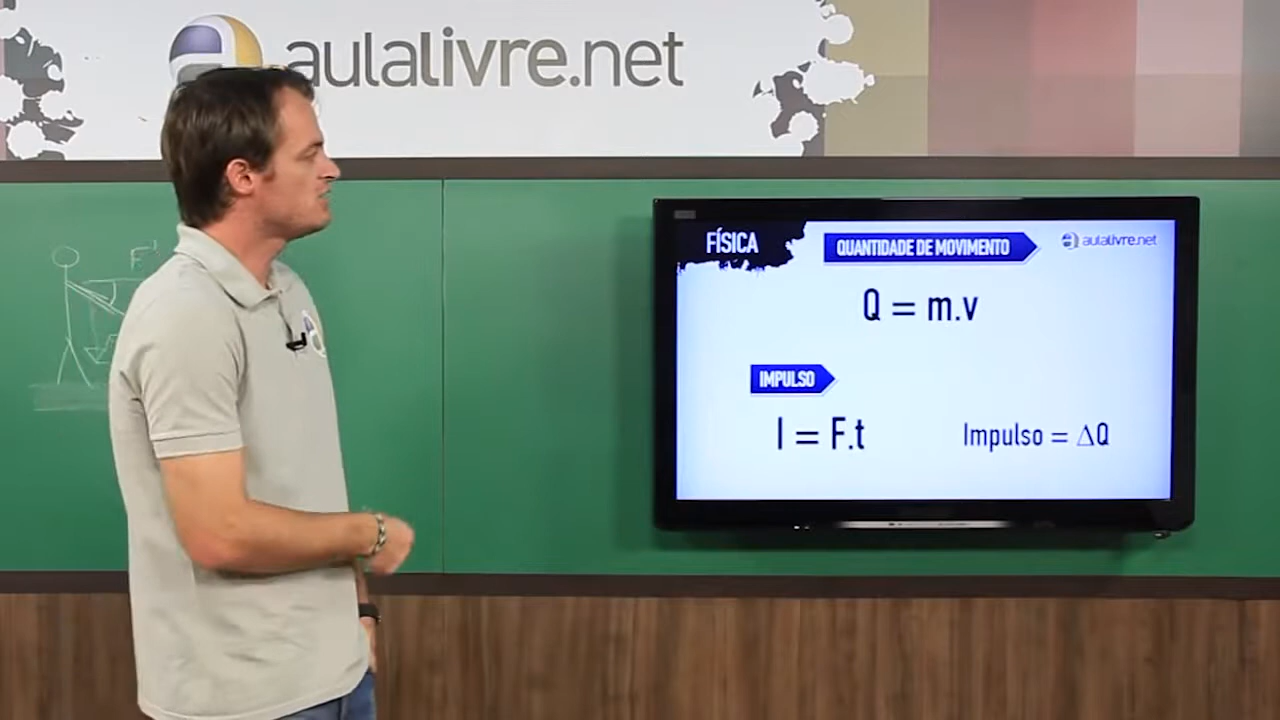 aulalivre.net
F
FÍSICA
QUANTIDADE DE MOVIMENTO
aulalivre.net
Q = m.v
IMPULSO
I = F.t
Impulso = ΔQ